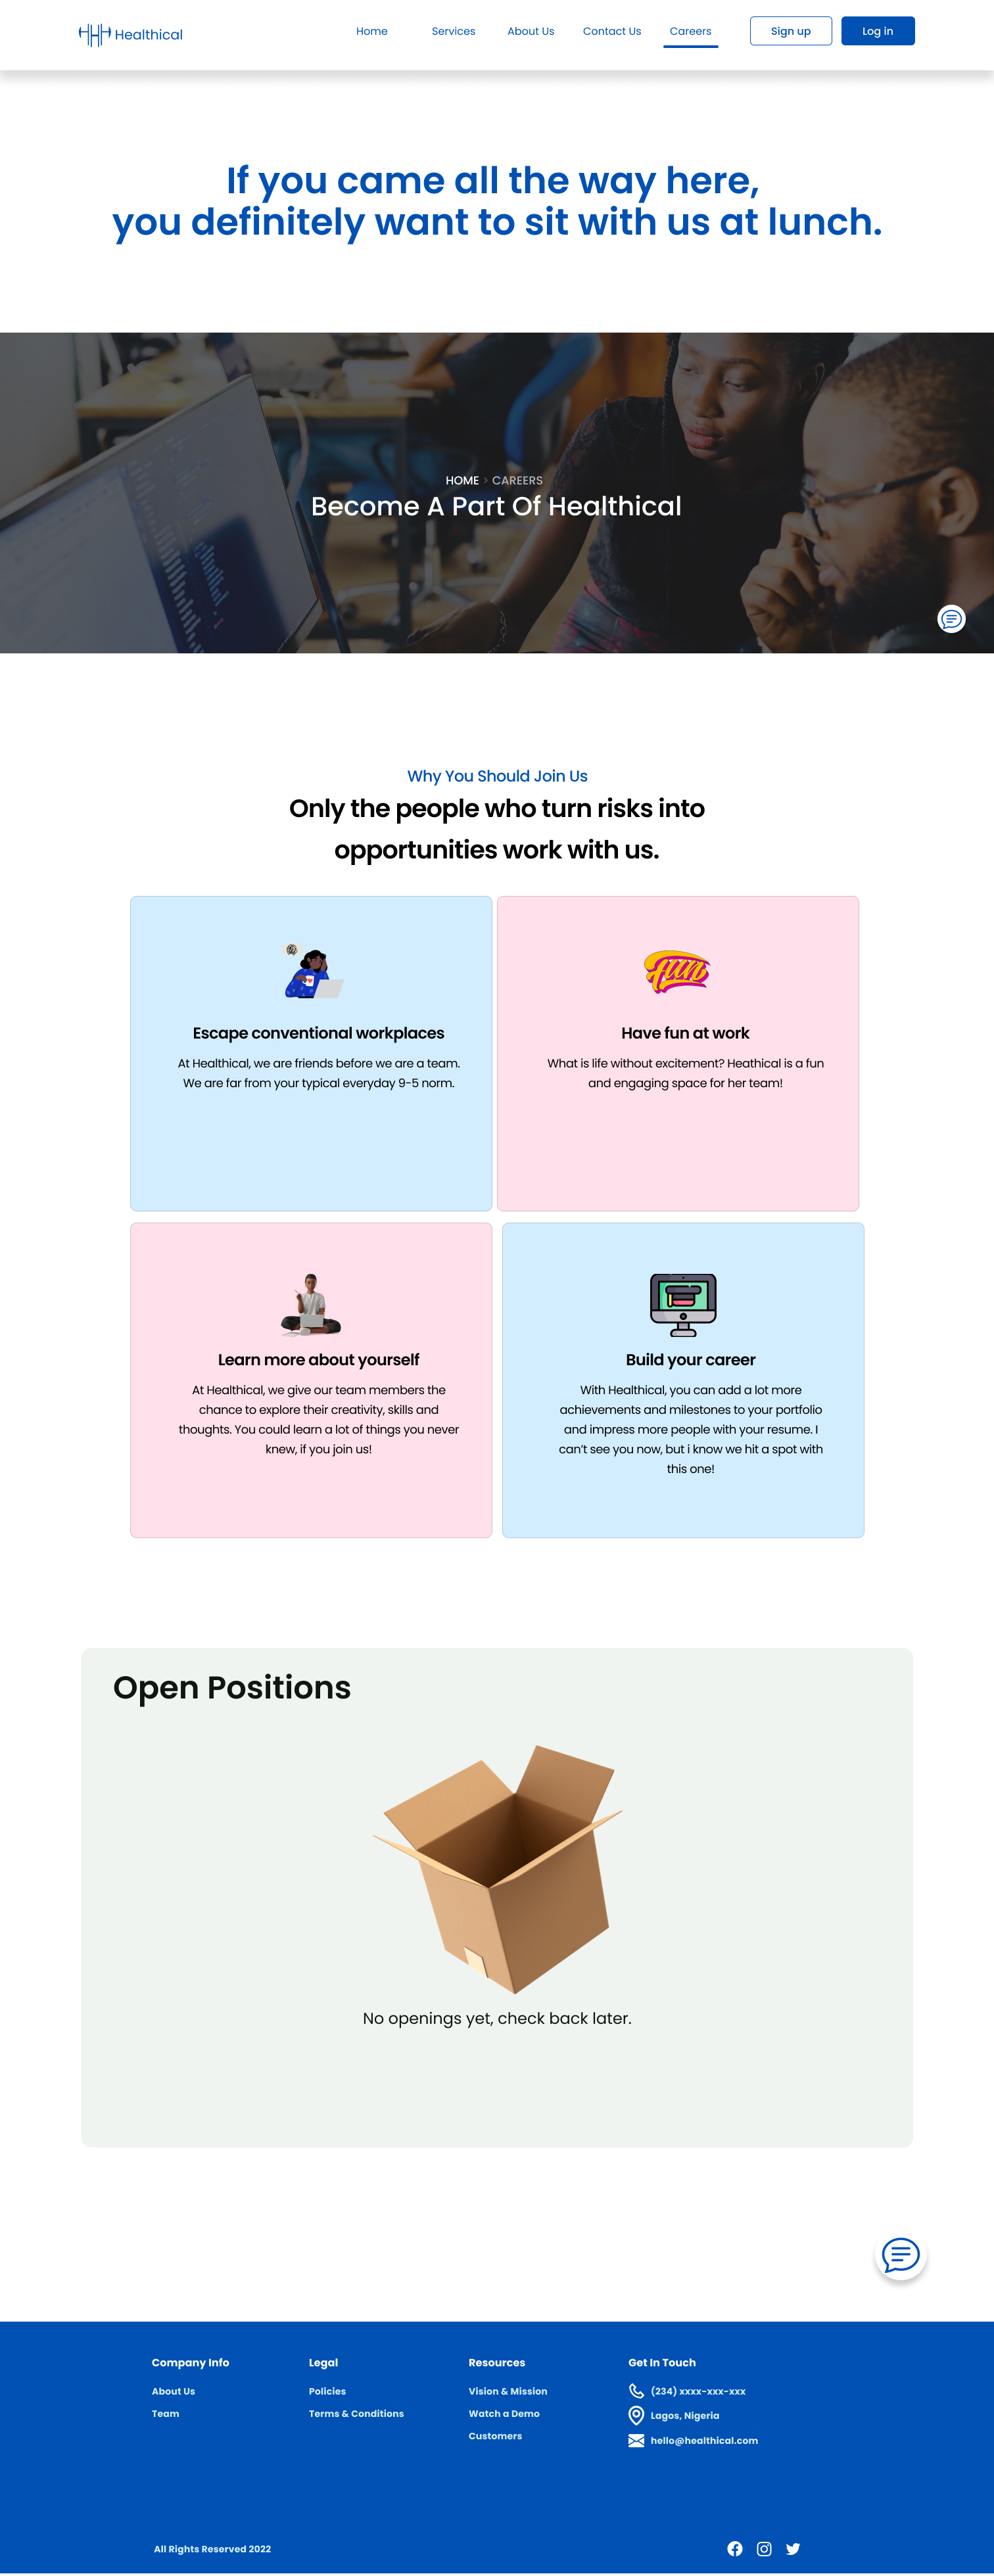 Healthical
Home
Services
About Us
Contact Us
Careers
Sign up
Log in
If you came all the way here,
you definitely want to sit with us at lunch.
HOME > CAREERS
Become A Part Of Healthical
Why You Should Join Us
Only the people who turn risks into
opportunities work with us.
Escape conventional workplaces
At Healthical, we are friends before we are a team.
We are far from your typical everyday 9-5 norm.
fun
Have fun at work
What is life without excitement? Heathical is a fun
and engaging space for her team!
Learn more about yourself
At Healthical, we give our team members the
chance to explore their creativity, skills and
thoughts. You could learn a lot of things you never
knew, if you join us!
Build your career
With Healthical, you can add a lot more
achievements and milestones to your portfolio
and impress more people with your resume. I
can't see you now, but i know we hit a spot with
this one!
Open Positions
No openings yet, check back later.
Company Info
About Us
Team
Legal
Policies
Terms & Conditions
Resources
Vision & Mission
Watch a Demo
Customers
Get In Touch
(234) xxxx-xxx-xxx
Lagos, Nigeria
hello@healthical.com
All Rights Reserved 2022